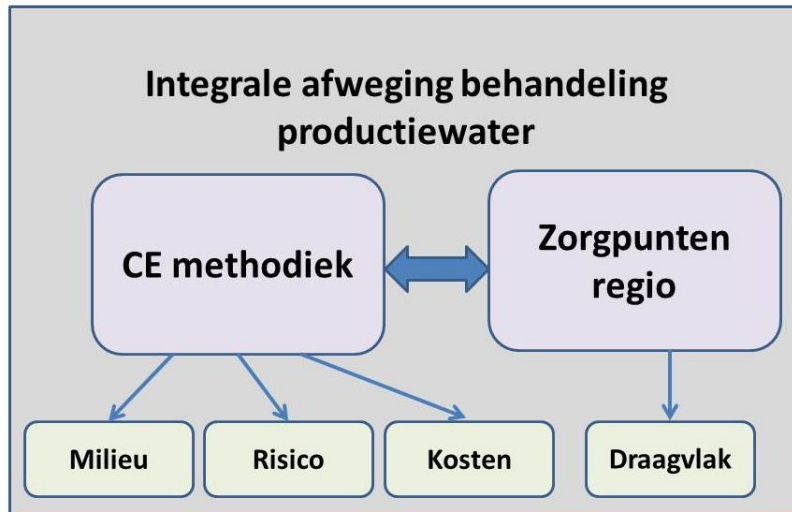 Integrale afweging behandeling
productiewater
CE methodiek
Zorgpunten
regio
Milieu
Risico
Kosten
Draagvlak